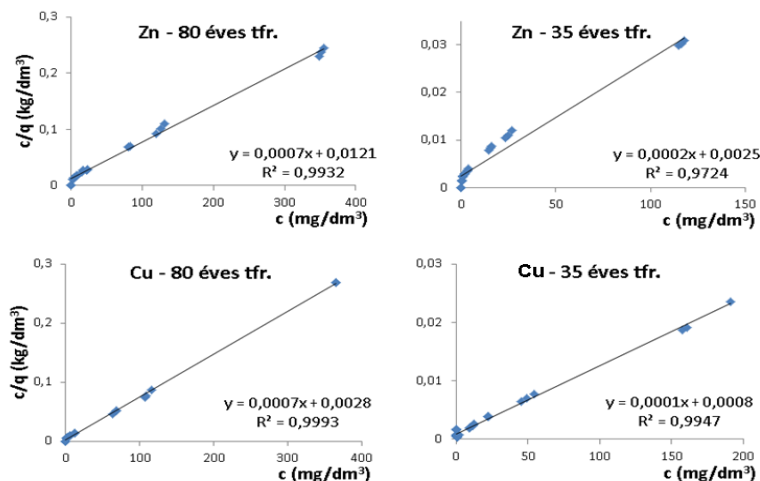 Zn - 80 éves tfr.
c/q (kg/dm³)
0,3
0,2
0,1
0
y = 0,0007x + 0,0121
R² = 0,9932
0
100
200
300
400
c (mg/dm³)
Zn - 35 éves tfr.
0,03
0,02
0,01
0
y = 0,0002x + 0,0025
R² = 0,9724
0
50
100
150
c (mg/dm³)
Cu - 80 éves tfr.
c/q (kg/dm³)
0,3
0,2
0,1
0
y = 0,0007x + 0,0028
R² = 0,9993
0
100
200
300
400
c (mg/dm³)
Cu - 35 éves tfr.
0,03
0,02
0,01
0
y = 0,0001x + 0,0008
R² = 0,9947
0
50
100
150
200
c (mg/dm³)